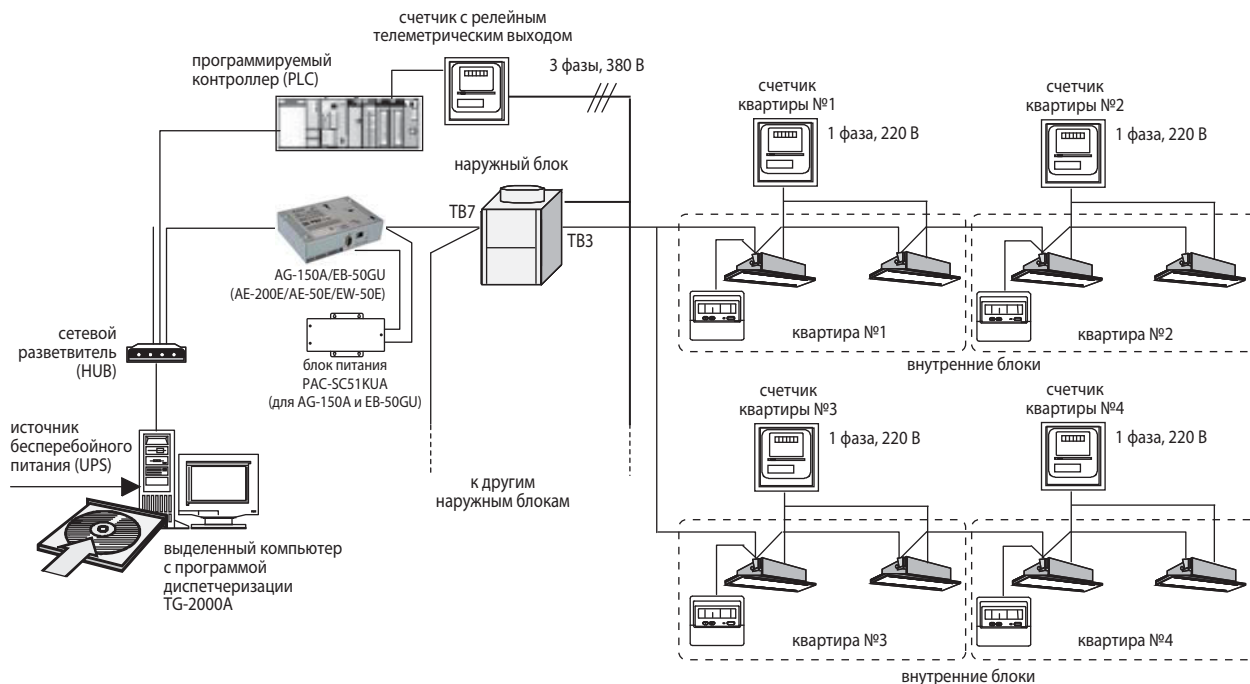 счетчик с релейным
телеметрическим выходом
программируемый
контроллер (PLC)
3 фазы, 380 В
счетчик
квартиры №1
1 фаза, 220 В
счетчик
квартиры №2
1 фаза, 220 В
наружный блок
TB7
TB3
AG-150A/EB-50GU
(AE-200E/AE-50E/EW-50E)
квартира №1
квартира №2
внутренние блоки
сетевой
разветвитель
(HUB)
блок питания
PAC-SC51KUA
(для AG-150A и EB-50GU)
источник
бесперебойного
питания (UPS)
к другим
наружным блокам
выделенный компьютер
с программой
диспетчеризации
TG-2000A
счетчик
квартиры №3
1 фаза, 220 В
счетчик
квартиры №4
1 фаза, 220 В
квартира №3
квартира №4
внутренние блоки